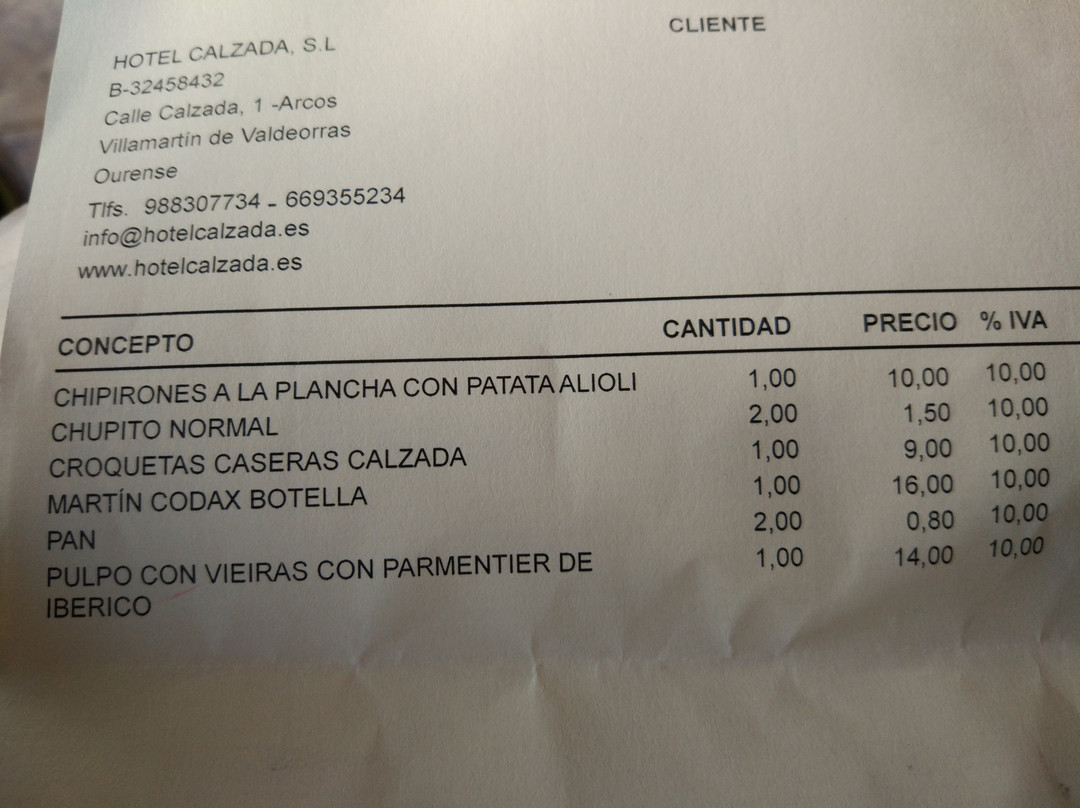 CLIENTE
HOTEL CALZADA, S.L
B-32458432
Calle Calzada, 1 -Arcos
Villamartín de Valdeorras
Ourense
Tlfs. 988307734 - 669355234
info@hotelcalzada.es
www.hotelcalzada.es
CONCEPTO CANTIDAD PRECIO % IVA
CHIPIRONES A LA PLANCHA CON PATATA ALIOLI 1,00 10,00 10,00
CHUPITO NORMAL 2,00 1,50 10,00
CROQUETAS CASERAS CALZADA 1,00 9,00 10,00
MARTÍN CODAX BOTELLA 1,00 16,00 10,00
PAN 2,00 0,80 10,00
PULPO CON VIEIRAS CON PARMENTIER DE 1,00 14,00 10,00
IBERICO